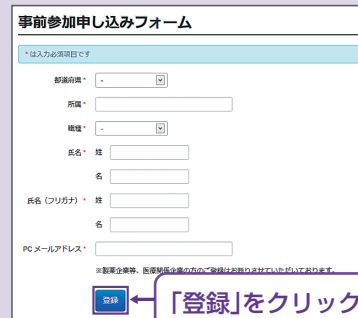 事前参加申し込みフォーム
*は入力必須項目です
都道府県* -
所属*
職種* -
氏名* 姓
名
氏名（フリガナ）* 姓
名
PC メールアドレス*
※製薬企業等、医療関係企業の方のご登録はお断りさせていただいております。
登録 「登録」をクリック